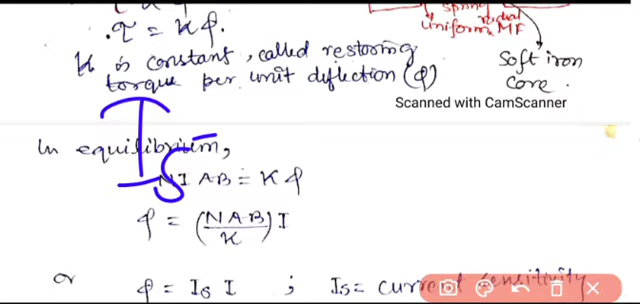 τ = Kφ.
K is constant, called restoring
torque per unit deflection (φ)
uniform radial MF
soft iron
core.
Scanned with CamScanner
In equilibrium,
NIAB = Kφ
φ = (NAB/K) I
or φ = Is I ; Is = current sensitivity